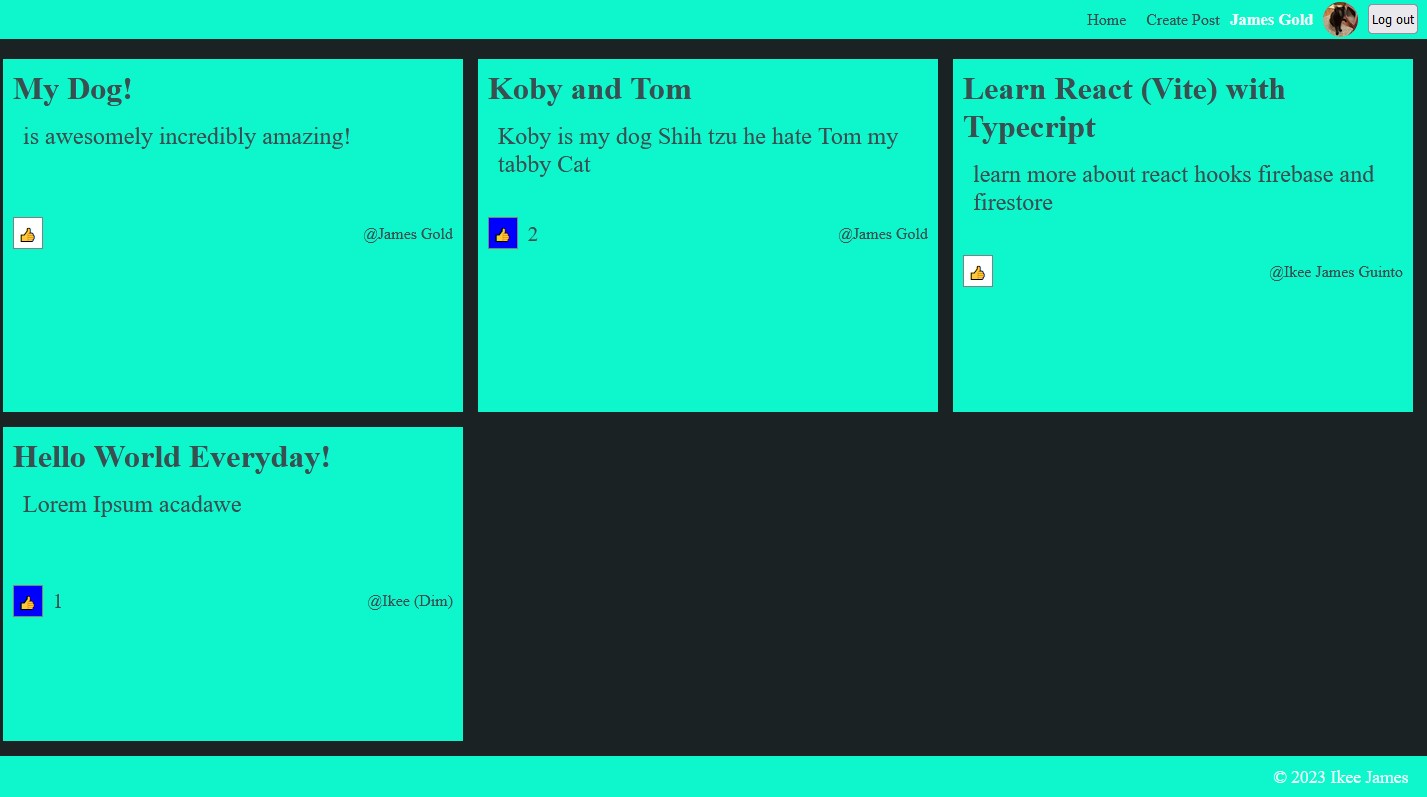 Home Create Post James Gold Log out
My Dog!
is awesomely incredibly amazing!
👍 @James Gold
Koby and Tom
Koby is my dog Shih tzu he hate Tom my
tabby Cat
👍 2 @James Gold
Learn React (Vite) with
Typecript
learn more about react hooks firebase and
firestore
👍 @Ikee James Guinto
Hello World Everyday!
Lorem Ipsum acadawe
👍 1 @Ikee (Dim)
© 2023 Ikee James